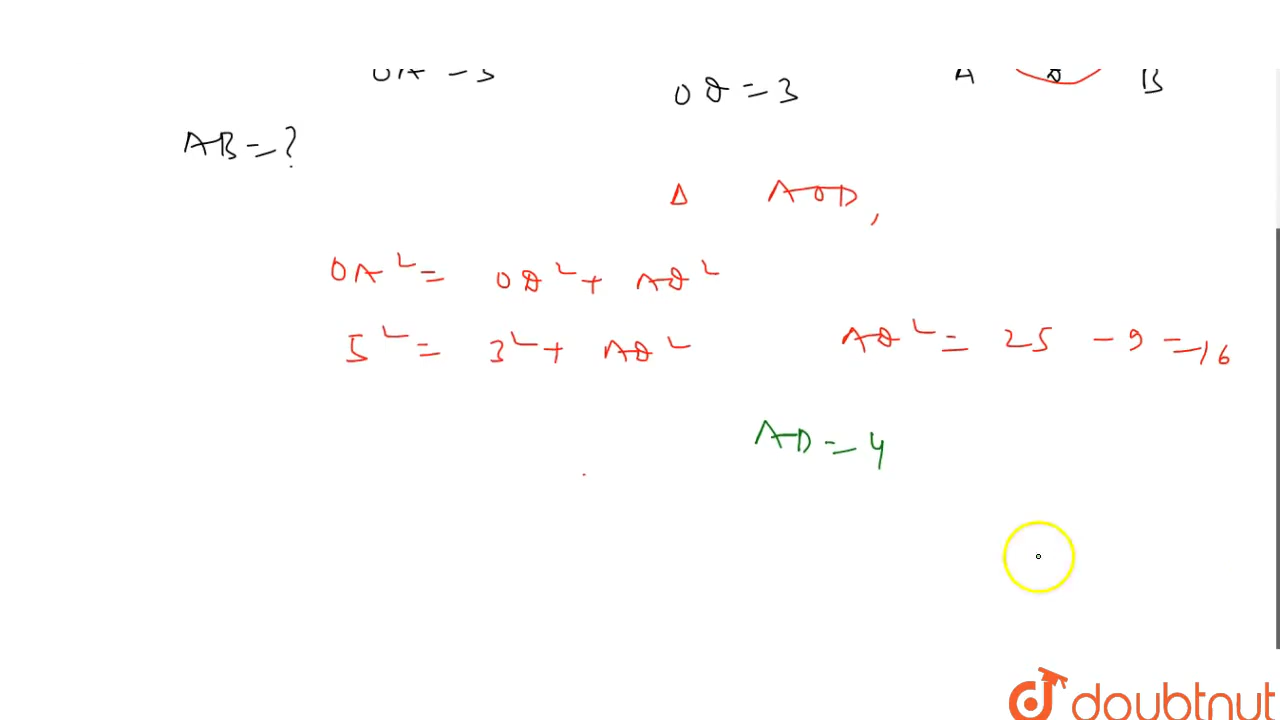 OA = 5
OD = 3
A D B
AB = ?
Δ AOD,
OA² = OD² + AD²
5² = 3² + AD²
AD² = 25 - 9 = 16
AD = 4
doubtnut